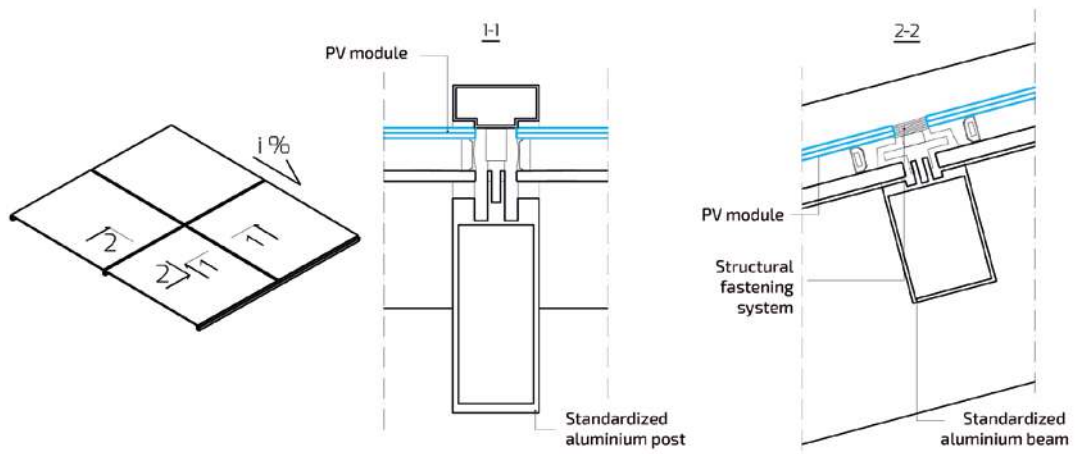 1-1
2-2
PV module
i%
2
2
1
1
PV module
Structural
fastening
system
Standardized
aluminium post
Standardized
aluminium beam